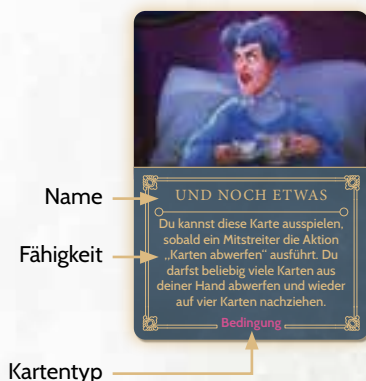 Name
UND NOCH ETWAS
Du kannst diese Karte ausspielen,
sobald ein Mitstreiter die Aktion
„Karten abwerfen“ ausführt. Du
Fähigkeit
darfst beliebig viele Karten aus
deiner Hand abwerfen und wieder
auf vier Karten nachziehen.
Bedingung
Kartentyp